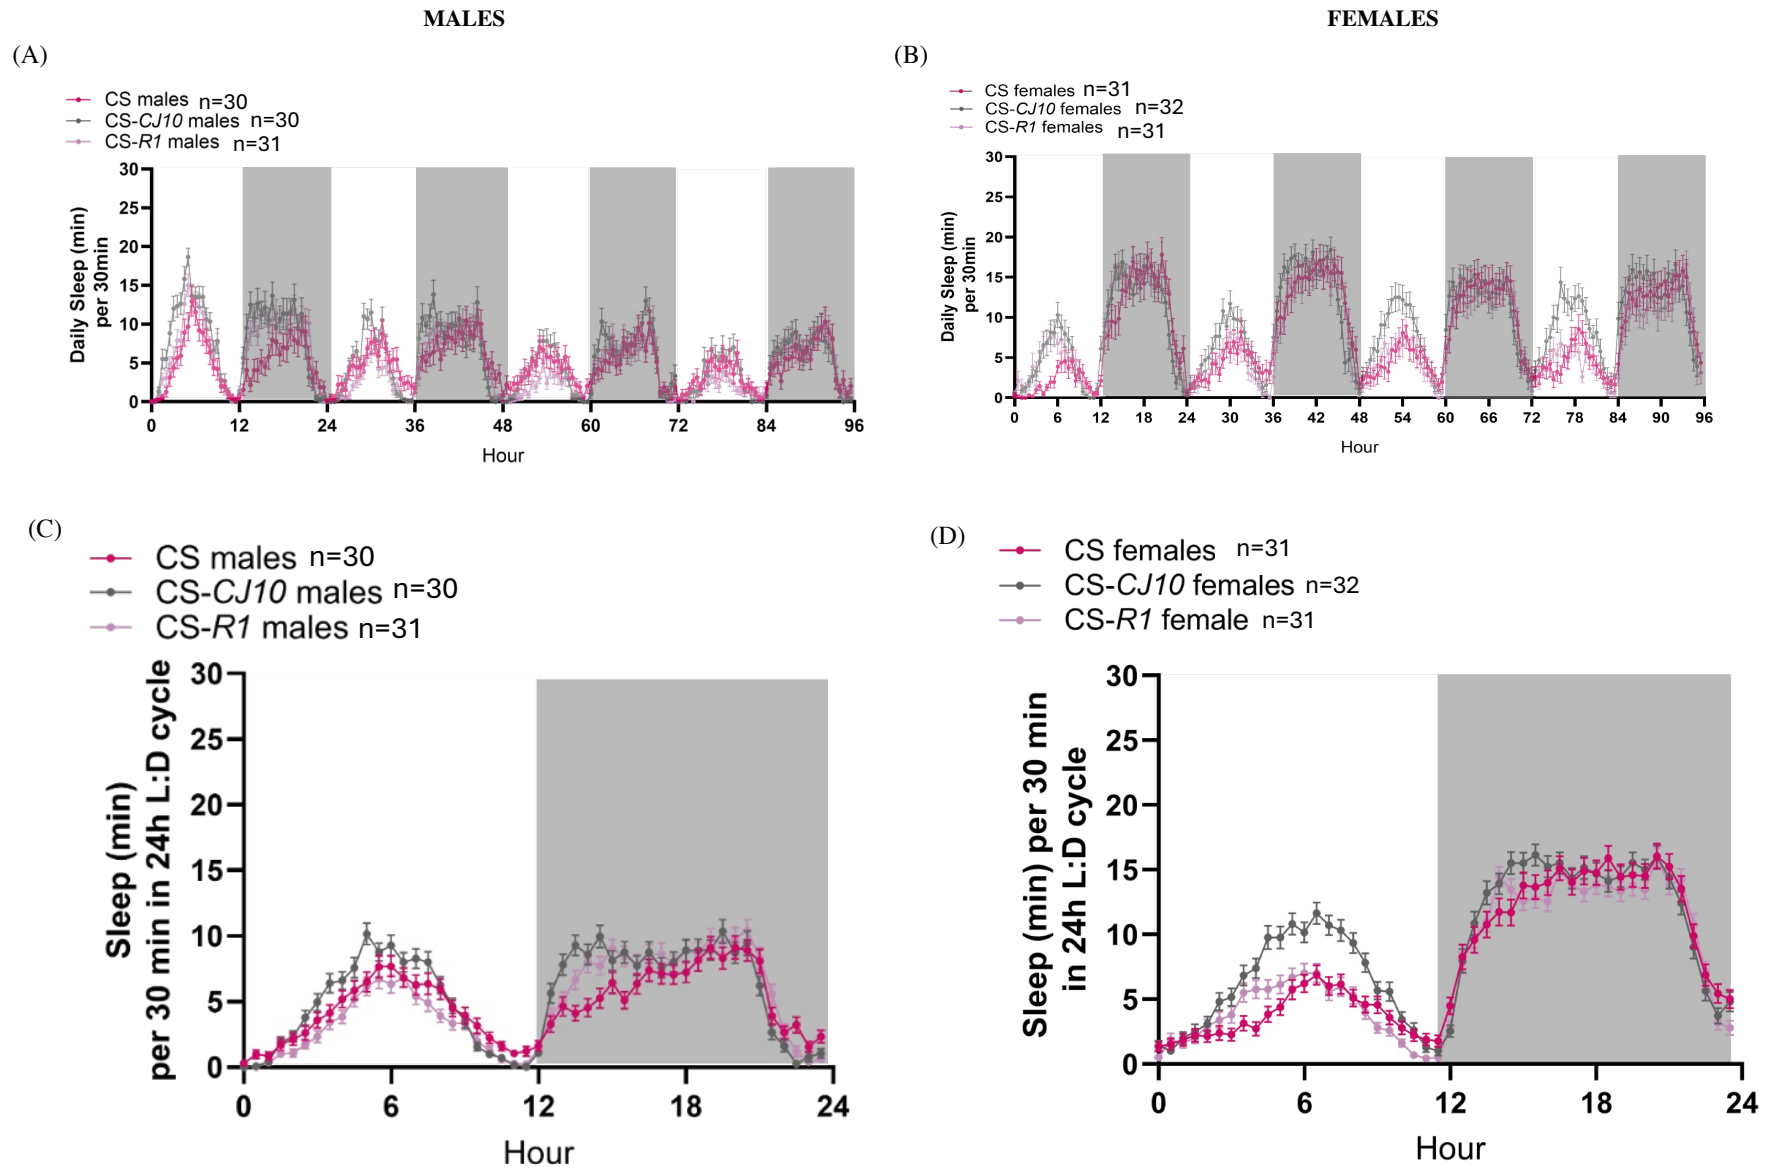 MALES
FEMALES
(A)
CS males n=30
CS-CJ10 males n=30
CS-R1 males n=31
Daily Sleep (min)
per 30min
30
25
20
15
10
5
0
0 12 24 36 48 60 72 84 96
Hour
(B)
CS females n=31
CS-CJ10 females n=32
CS-R1 females n=31
Daily Sleep (min)
per 30min
30
25
20
15
10
5
0
0 6 12 18 24 30 36 42 48 54 60 66 72 78 84 90 96
Hour
(C)
CS males n=30
CS-CJ10 males n=30
CS-R1 males n=31
Sleep (min)
per 30 min in 24h L:D cycle
30
25
20
15
10
5
0
0 6 12 18 24
Hour
(D)
CS females n=31
CS-CJ10 females n=32
CS-R1 female n=31
Sleep (min) per 30 min
in 24h L:D cycle
30
25
20
15
10
5
0
0 6 12 18 24
Hour